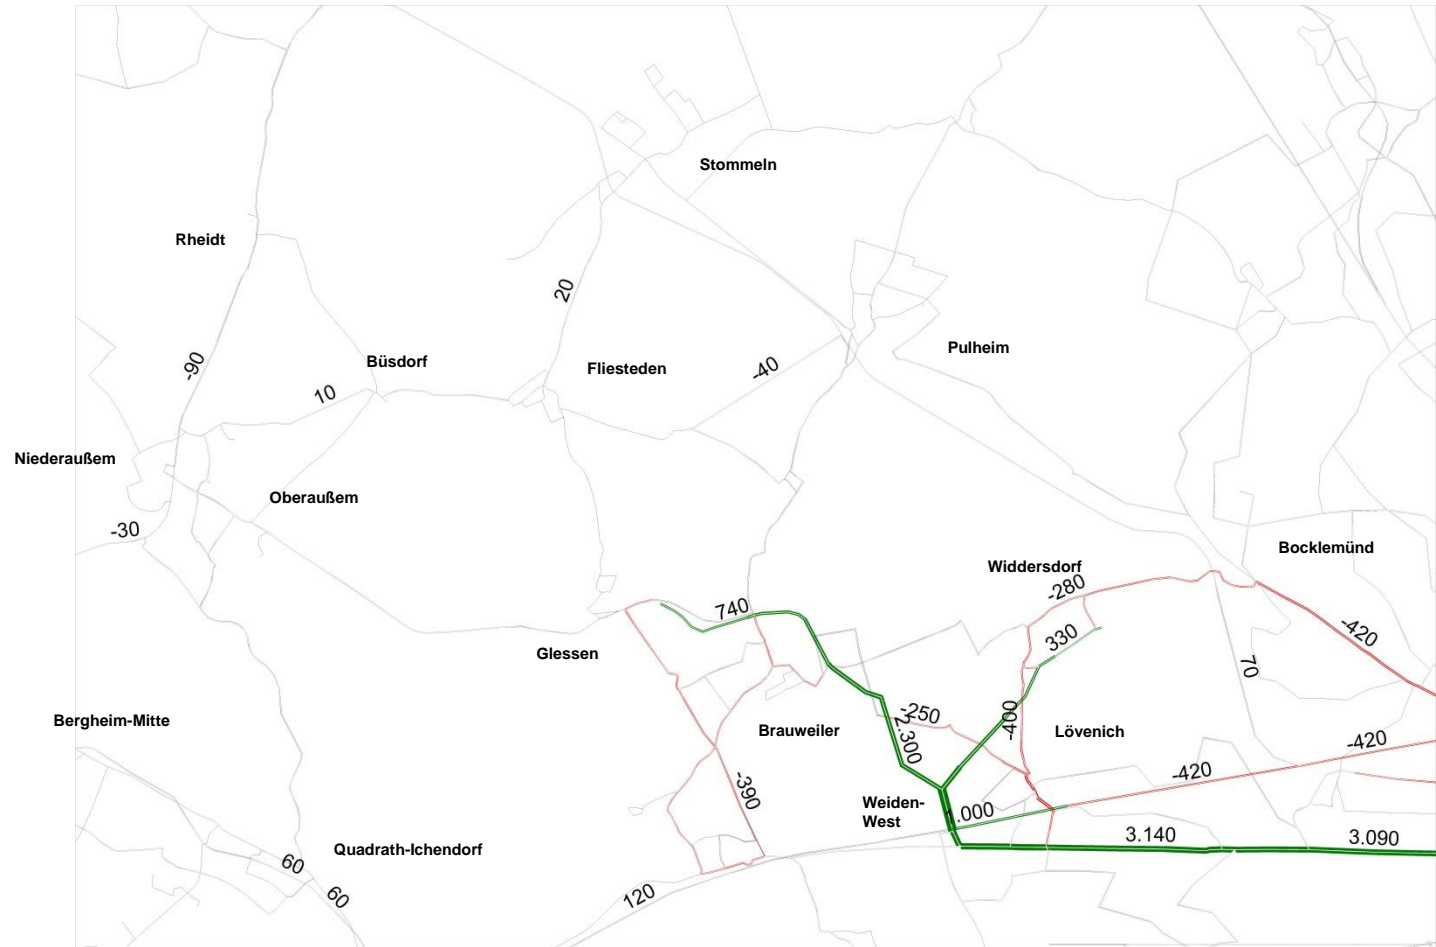 Stommeln
Rheidt
20
-90
Büsdorf
Fliesteden
-40
Pulheim
10
Niederaußem
Oberaußem
-30
Bocklemünd
Widdersdorf
-280
740
330
-420
Glessen
70
Bergheim-Mitte
-250
2.300
-400
Brauweiler
Lövenich
-420
-420
-390
Weiden-
West
1.000
3.140
3.090
Quadrath-Ichendorf
60
60
120